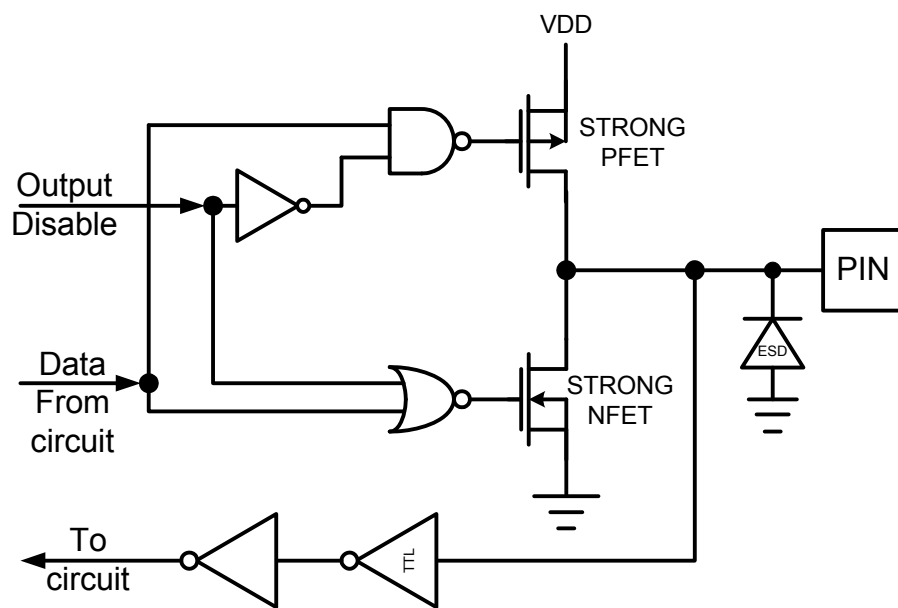 VDD
STRONG
PFET
Output
Disable
PIN
ESD
Data
From
circuit
STRONG
NFET
To
circuit
TTL